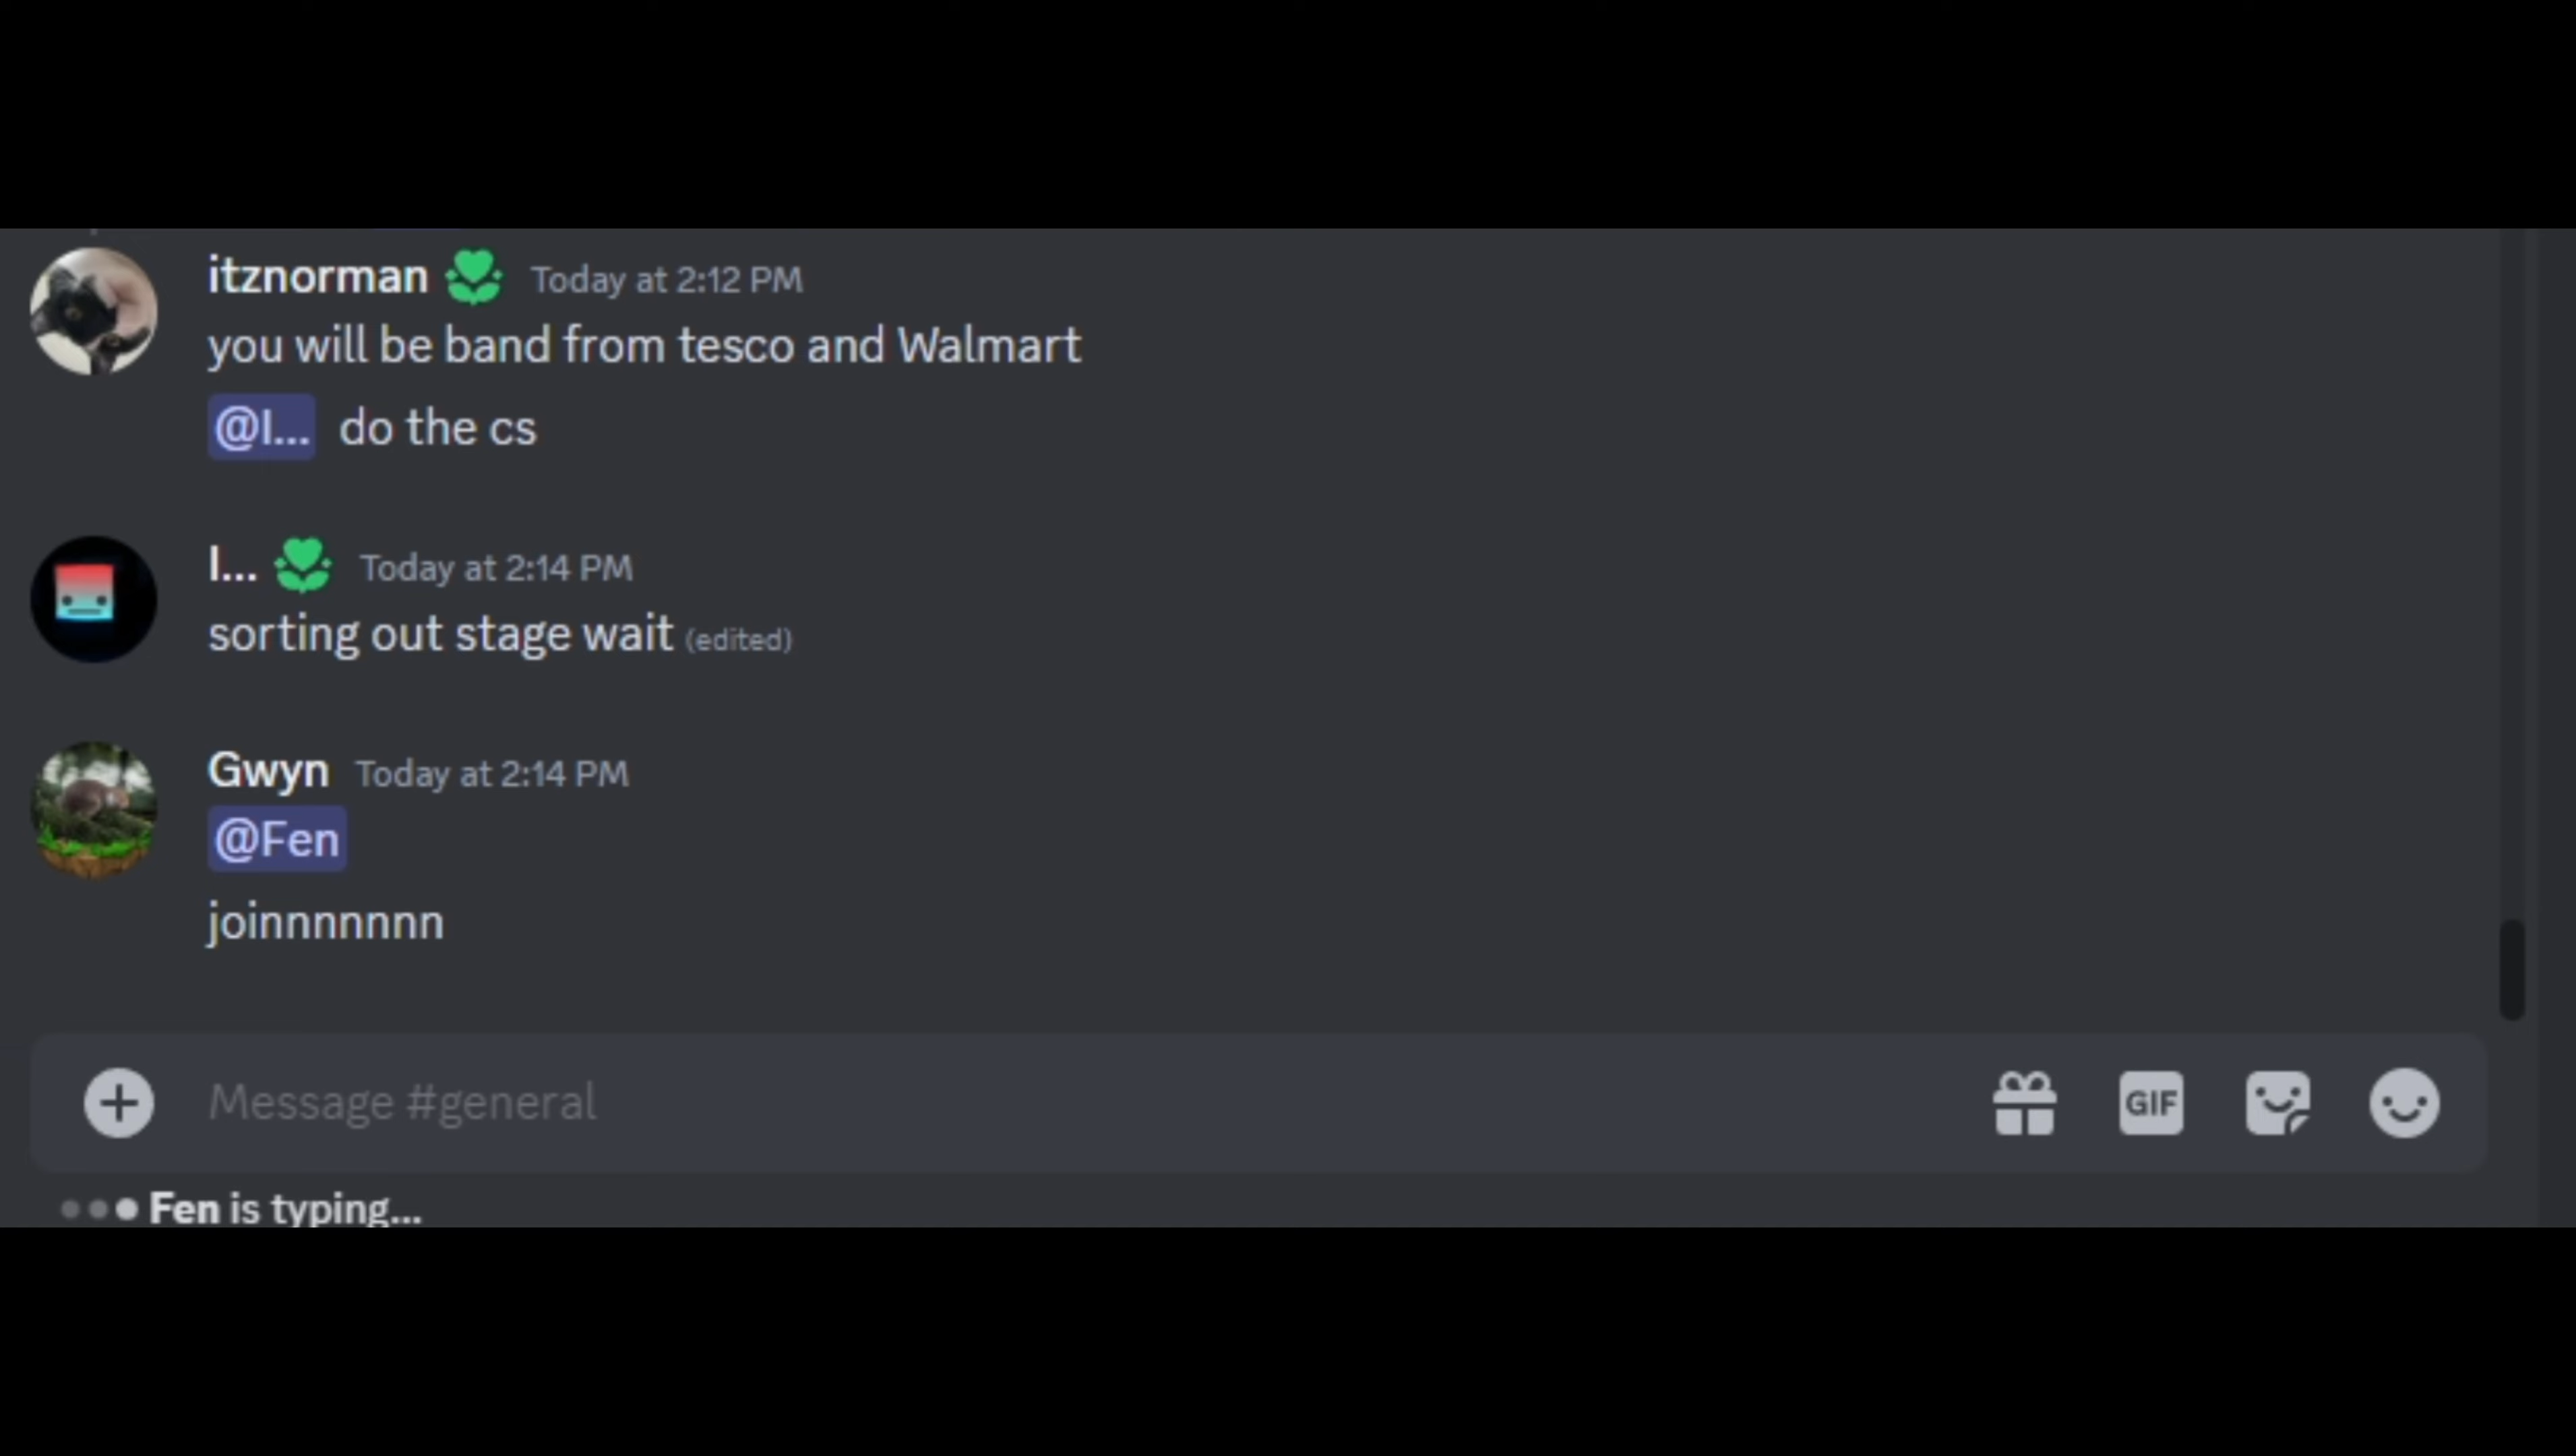 itznorman Today at 2:12 PM
you will be band from tesco and Walmart
@I... do the cs
I... Today at 2:14 PM
sorting out stage wait (edited)
Gwyn Today at 2:14 PM
@Fen
joinnnnnnn
Message #general
GIF
Fen is typing...